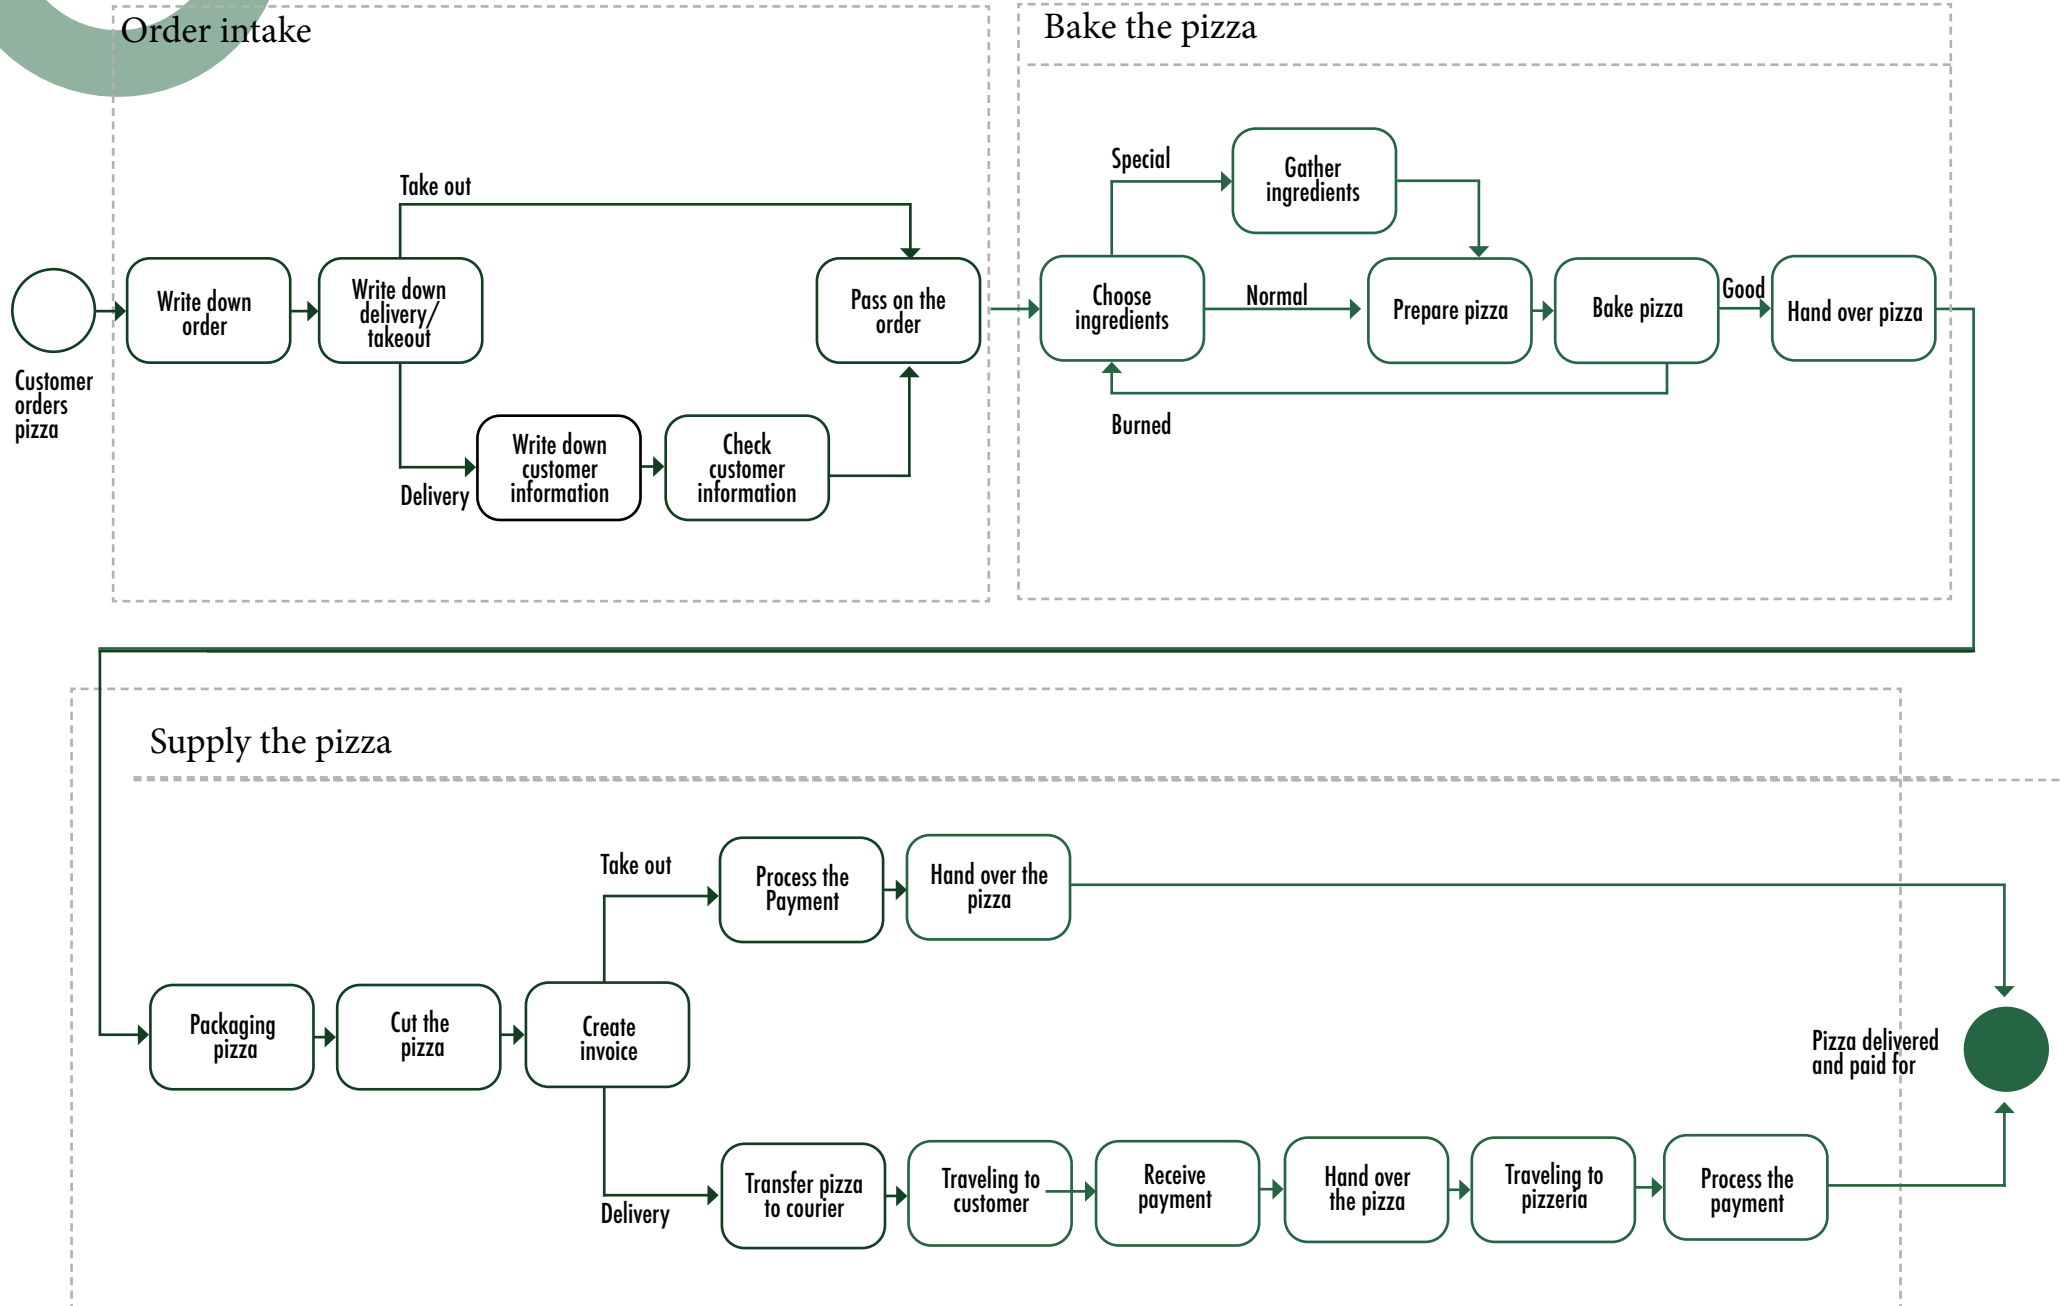 Order intake
Bake the pizza
Take out
Special
Gather
ingredients
Customer
orders
pizza
Write down
order
Write down
delivery/
takeout
Pass on the
order
Delivery
Write down
customer
information
Check
customer
information
Choose
ingredients
Normal
Prepare pizza
Bake pizza
Good
Hand over pizza
Burned
Supply the pizza
Take out
Process the
Payment
Hand over the
pizza
Packaging
pizza
Cut the
pizza
Create
invoice
Pizza delivered
and paid for
Delivery
Transfer pizza
to courier
Traveling to
customer
Receive
payment
Hand over
the pizza
Traveling to
pizzeria
Process the
payment